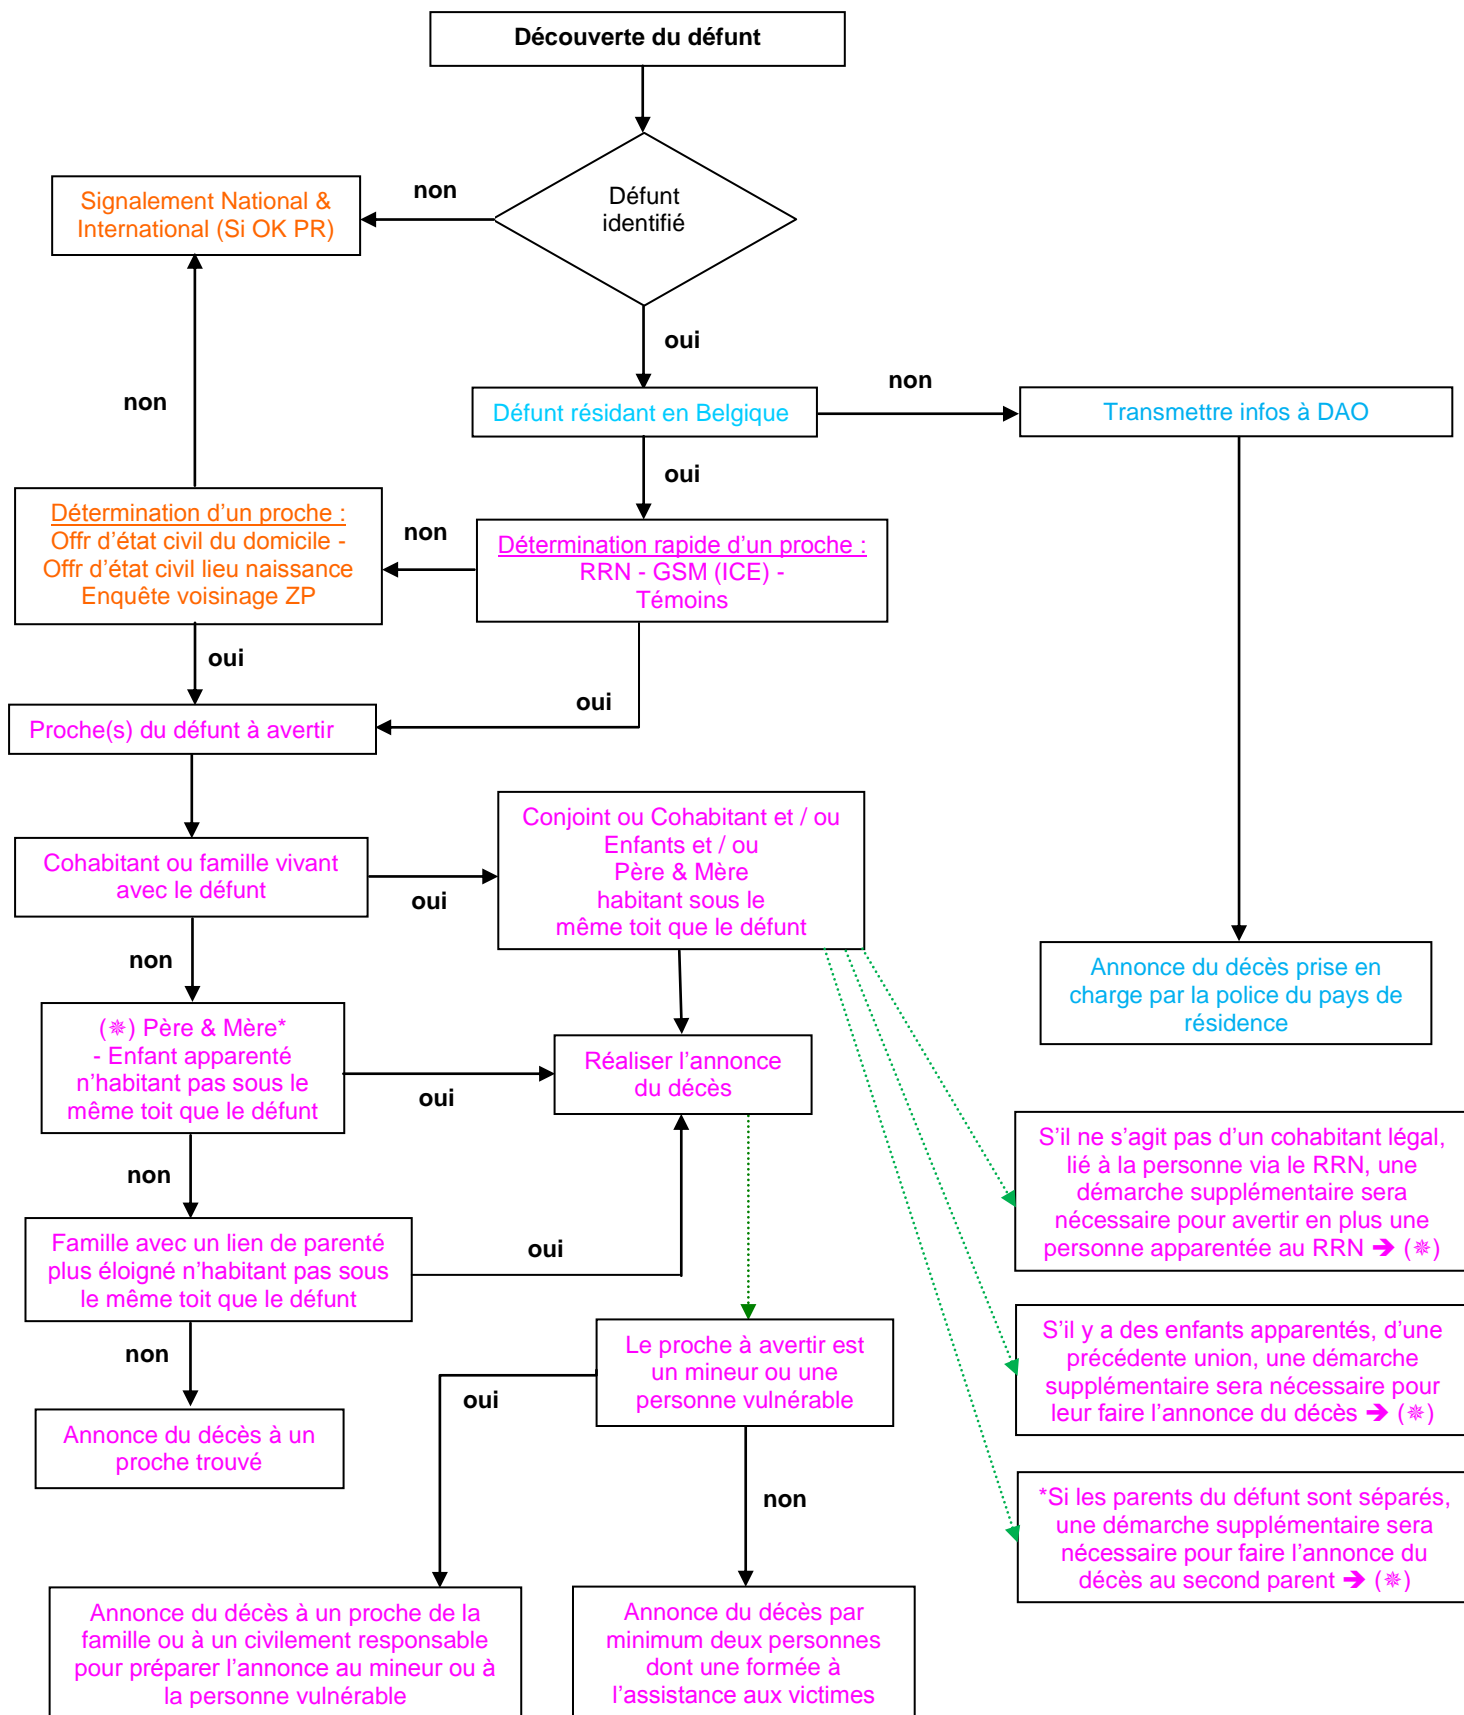 Découverte du défunt
non
Défunt
identifié
Signalement National &
International (Si OK PR)
oui
non
non
Défunt résidant en Belgique
Transmettre infos à DAO
oui
Détermination d’un proche :
Offr d’état civil du domicile -
Offr d’état civil lieu naissance
Enquête voisinage ZP
non
Détermination rapide d’un proche :
RRN - GSM (ICE) -
Témoins
oui
oui
Proche(s) du défunt à avertir
Conjoint ou Cohabitant et / ou
Enfants et / ou
Père & Mère
habitant sous le
même toit que le défunt
Cohabitant ou famille vivant
avec le défunt
oui
non
Annonce du décès prise en
charge par la police du pays de
résidence
(❋) Père & Mère*
- Enfant apparenté
n’habitant pas sous le
même toit que le défunt
oui
Réaliser l’annonce
du décès
non
S’il ne s’agit pas d’un cohabitant légal,
lié à la personne via le RRN, une
démarche supplémentaire sera
nécessaire pour avertir en plus une
personne apparentée au RRN ➔ (❋)
Famille avec un lien de parenté
plus éloigné n’habitant pas sous
le même toit que le défunt
oui
non
Le proche à avertir est
un mineur ou une
personne vulnérable
S’il y a des enfants apparentés, d’une
précédente union, une démarche
supplémentaire sera nécessaire pour
leur faire l’annonce du décès ➔ (❋)
oui
Annonce du décès à un
proche trouvé
non
*Si les parents du défunt sont séparés,
une démarche supplémentaire sera
nécessaire pour faire l’annonce du
décès au second parent ➔ (❋)
Annonce du décès à un proche de la
famille ou à un civilement responsable
pour préparer l’annonce au mineur ou à
la personne vulnérable
Annonce du décès par
minimum deux personnes
dont une formée à
l’assistance aux victimes